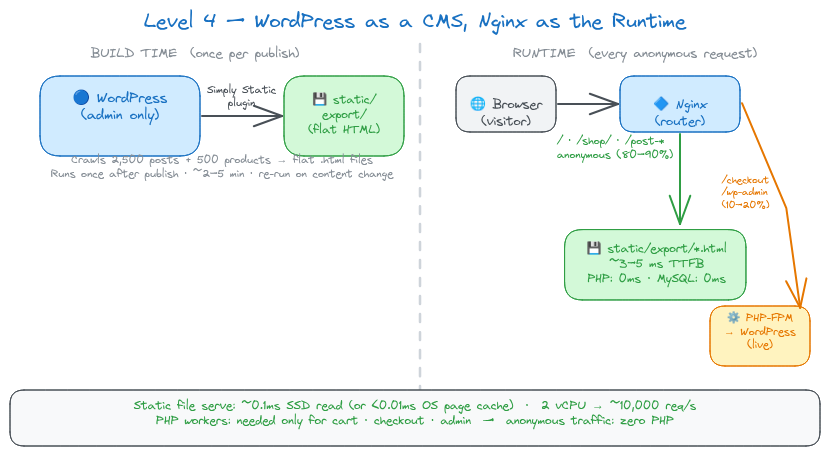 Level 4 — WordPress as a CMS, Nginx as the Runtime
BUILD TIME (once per publish)
WordPress
(admin only)
Simply Static
plugin
static/
export/
(flat HTML)
Crawls 2,500 posts + 500 products → flat .html files
Runs once after publish · ~2–5 min · re-run on content change
RUNTIME (every anonymous request)
Browser
(visitor)
Nginx
(router)
/ · /shop/ · /post-*
anonymous (80–90%)
/checkout
/wp-admin
(10–20%)
static/export/*.html
~3–5 ms TTFB
PHP: 0ms · MySQL: 0ms
PHP-FPM
→ WordPress
(live)
Static file serve: ~0.1ms SSD read (or <0.01ms OS page cache) · 2 vCPU → ~10,000 req/s
PHP workers: needed only for cart · checkout · admin — anonymous traffic: zero PHP